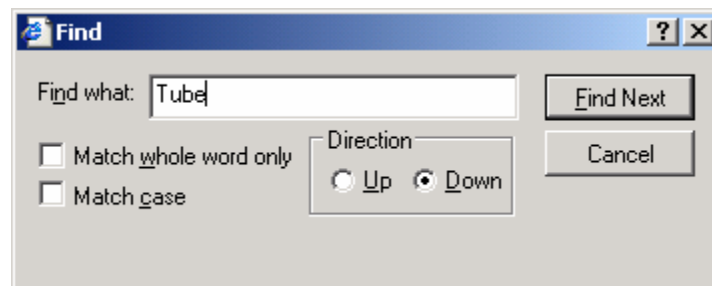 Find
Find what: Tube
Find Next
Match whole word only
Direction
Cancel
Up Down
Match case